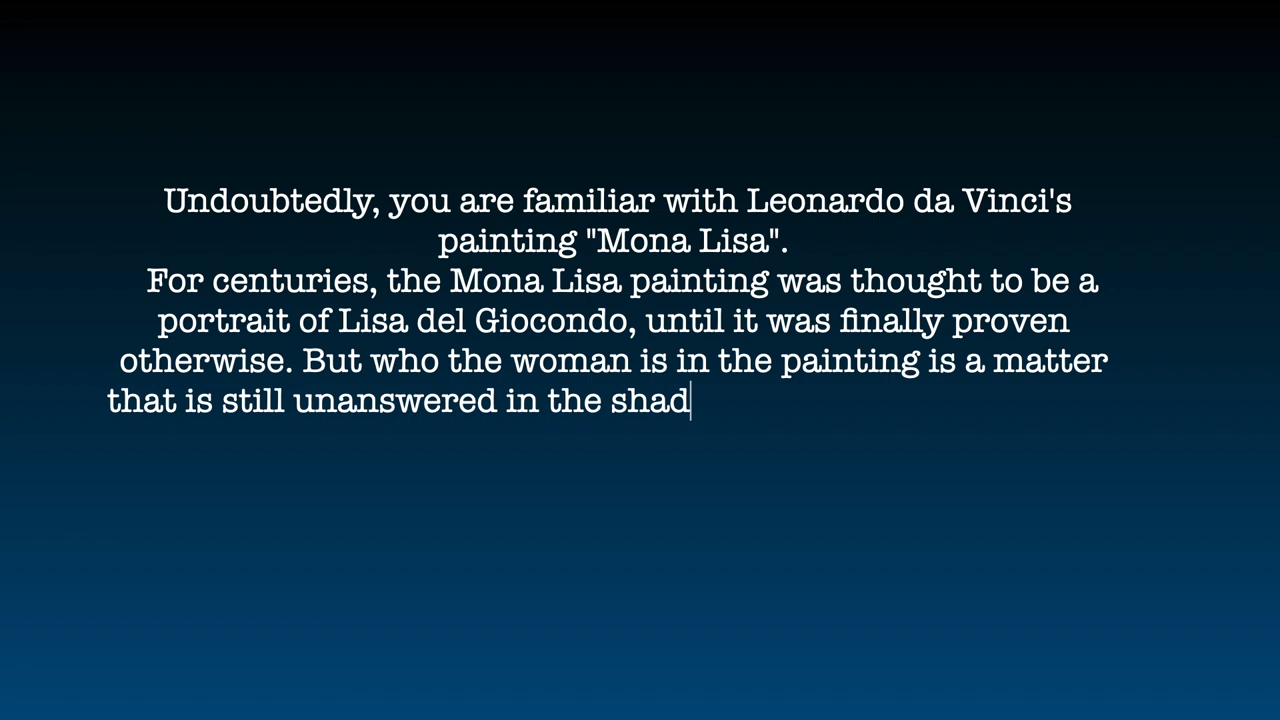 Undoubtedly, you are familiar with Leonardo da Vinci's
painting "Mona Lisa".
For centuries, the Mona Lisa painting was thought to be a
portrait of Lisa del Giocondo, until it was finally proven
otherwise. But who the woman is in the painting is a matter
that is still unanswered in the shad